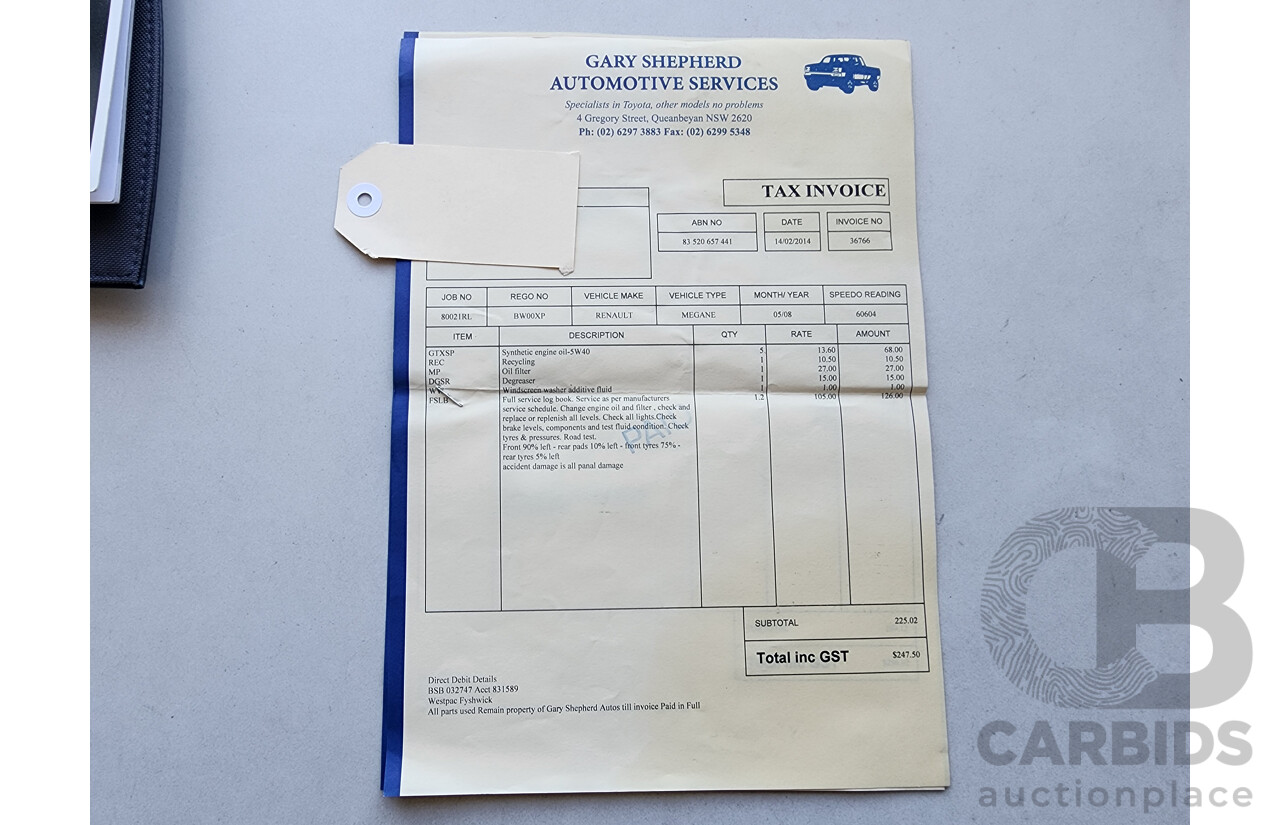 GARY SHEPHERD
AUTOMOTIVE SERVICES
Specialists in Toyota, other models no problems
4 Gregory Street, Queanbeyan NSW 2620
Ph: (02) 6297 3883 Fax: (02) 6299 5348
TAX INVOICE
ABN NO DATE INVOICE NO
83 520 657 441 14/02/2014 36766
JOB NO REGO NO VEHICLE MAKE VEHICLE TYPE MONTH/ YEAR SPEEDO READING
80021RL BW00XP RENAULT MEGANE 05/08 60604
ITEM DESCRIPTION QTY RATE AMOUNT
GTXSP Synthetic engine oil-5W40 5 13.60 68.00
REC Recycling 1 10.50 10.50
MP Oil filter 1 27.00 27.00
DGSR Degreaser 1 15.00 15.00
Windscreen washer additive fluid 1 1.00 1.00
FSLB Full service log book. Service as per manufacturers 1.2 105.00 126.00
service schedule. Change engine oil and filter , check and
replace or replenish all levels. Check all lights.Check
brake levels, components and test fluid condition. Check
tyres & pressures. Road test.
Front 90% left - rear pads 10% left - front tyres 75% -
rear tyres 5% left
accident damage is all panal damage
PAID
SUBTOTAL 225.02
Total inc GST $247.50
Direct Debit Details
BSB 032747 Acct 831589
Westpac Fyshwick
All parts used Remain property of Gary Shepherd Autos till invoice Paid in Full
CB
CARBIDS
auctionplace